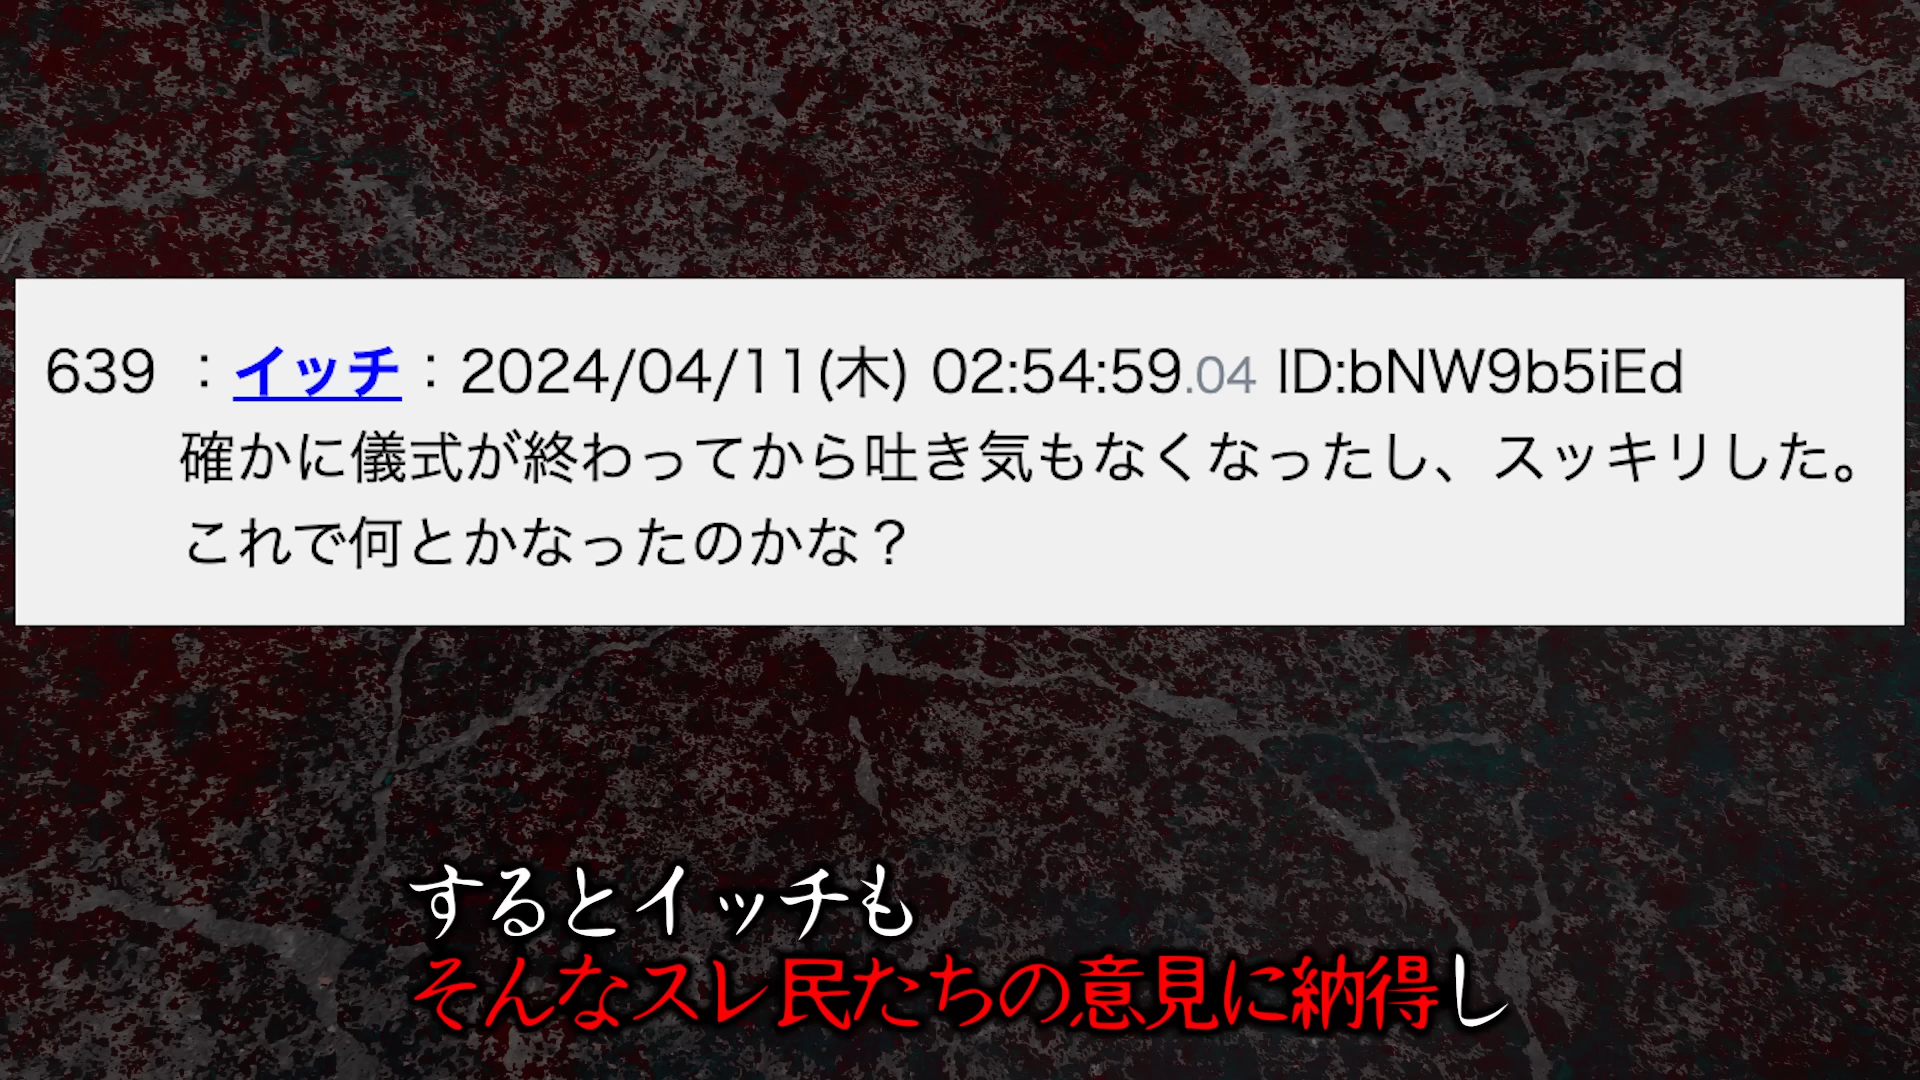 639 ：イッチ：2024/04/11(木) 02:54:59.04 ID:bNW9b5iEd
確かに儀式が終わってから吐き気もなくなったし、スッキリした。
これで何とかなったのかな？
するとイッチも
そんなスレ民たちの意見に納得し